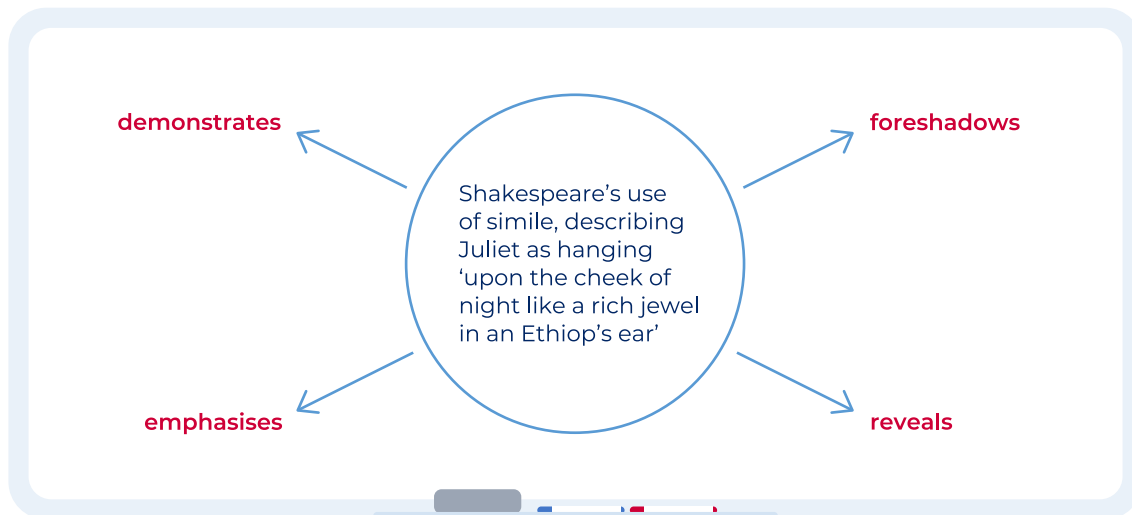 demonstrates
foreshadows
Shakespeare’s use
of simile, describing
Juliet as hanging
‘upon the cheek of
night like a rich jewel
in an Ethiop’s ear’
emphasises
reveals